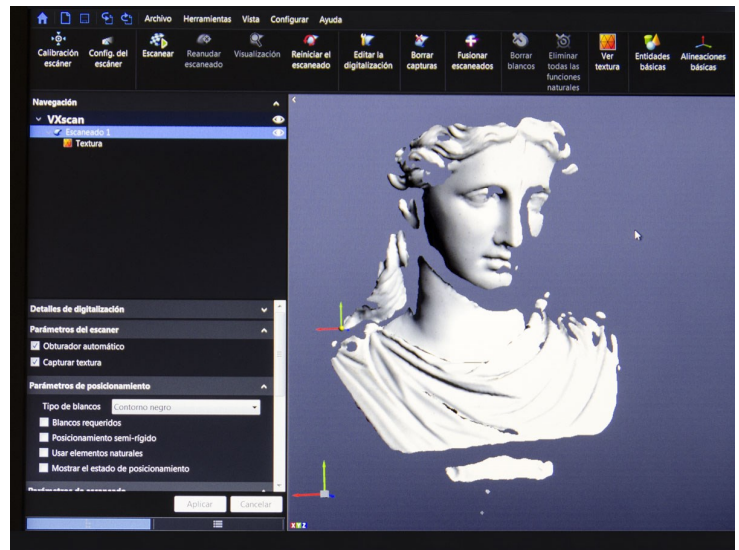 Archivo Herramientas Vista Configurar Ayuda
Calibración escáner
Config. del escáner
Escanear
Reanudar escaneado
Visualización
Reiniciar el escaneado
Editar la digitalización
Borrar capturas
Fusionar escaneados
Borrar blancos
Eliminar todas las funciones naturales
Ver textura
Entidades básicas
Alineaciones básicas
Navegación
VXscan
Escaneado 1
Textura
Detalles de digitalización
Parámetros del escaner
Obturador automático
Capturar textura
Parámetros de posicionamiento
Tipo de blancos Contorno negro
Blancos requeridos
Posicionamiento semi-rígido
Usar elementos naturales
Mostrar el estado de posicionamiento
Aplicar Cancelar
X Y Z